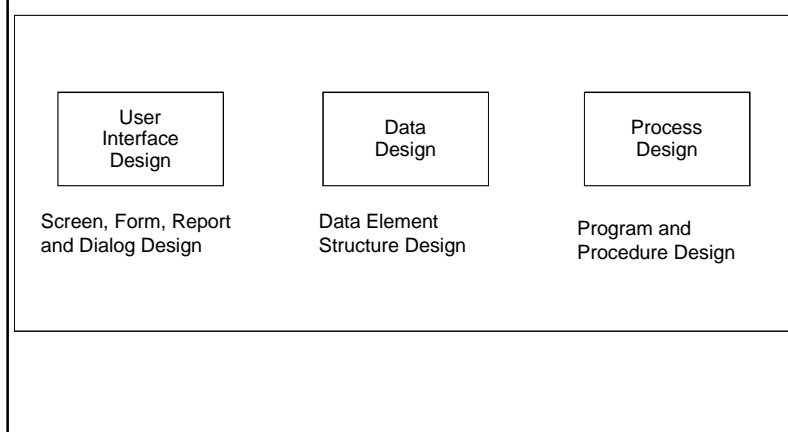 User
Interface
Design
Data
Design
Process
Design
Screen, Form, Report
and Dialog Design
Data Element
Structure Design
Program and
Procedure Design